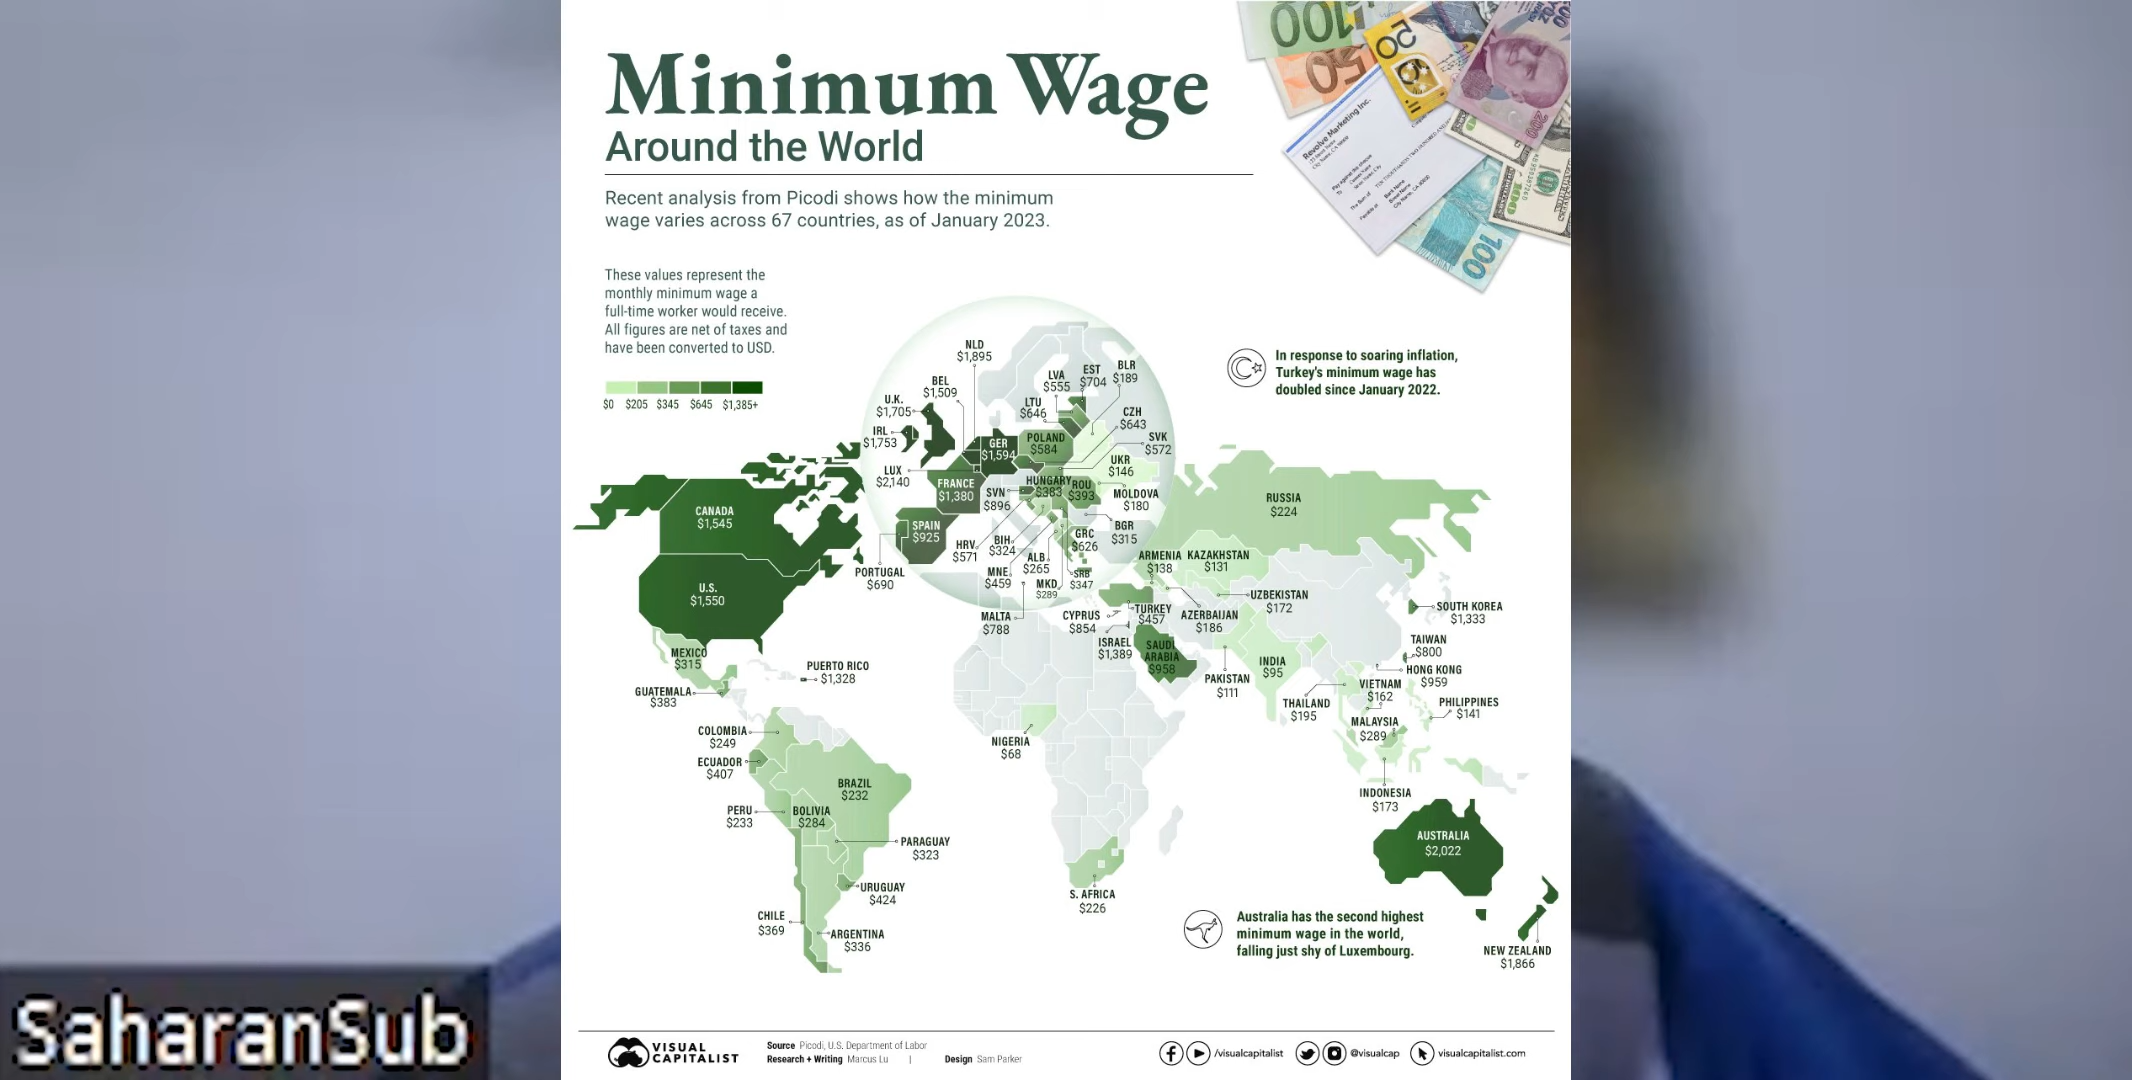 Minimum Wage
Around the World
Recent analysis from Picodi shows how the minimum
wage varies across 67 countries, as of January 2023.
These values represent the
monthly minimum wage a
full-time worker would receive.
All figures are net of taxes and
have been converted to USD.
$0 $205 $345 $645 $1,385+
In response to soaring inflation,
Turkey's minimum wage has
doubled since January 2022.
NLD
$1,895
BEL
$1,509
U.K.
$1,705
IRL
$1,753
LUX
$2,140
LVA
$555
EST
$704
BLR
$189
LTU
$646
CZH
$643
SVK
$572
GER
$1,594
POLAND
$584
UKR
$146
FRANCE
$1,380
SVN
$896
HUNGARY
$383
ROU
$393
MOLDOVA
$180
SPAIN
$925
PORTUGAL
$690
HRV
$571
BIH
$324
MNE
$459
ALB
$265
MKD
$289
SRB
$347
GRC
$626
BGR
$315
MALTA
$788
CYPRUS
$854
TURKEY
$457
ISRAEL
$1,389
SAUDI
ARABIA
$958
ARMENIA
$138
KAZAKHSTAN
$131
AZERBAIJAN
$186
UZBEKISTAN
$172
RUSSIA
$224
CANADA
$1,545
U.S.
$1,550
MEXICO
$315
GUATEMALA
$383
PUERTO RICO
$1,328
COLOMBIA
$249
ECUADOR
$407
PERU
$233
BRAZIL
$232
BOLIVIA
$284
PARAGUAY
$323
URUGUAY
$424
CHILE
$369
ARGENTINA
$336
NIGERIA
$68
S. AFRICA
$226
PAKISTAN
$111
INDIA
$95
THAILAND
$195
VIETNAM
$162
MALAYSIA
$289
INDONESIA
$173
SOUTH KOREA
$1,333
TAIWAN
$800
HONG KONG
$959
PHILIPPINES
$141
AUSTRALIA
$2,022
NEW ZEALAND
$1,866
Australia has the second highest
minimum wage in the world,
falling just shy of Luxembourg.
VISUAL
CAPITALIST
Source Picodi, U.S. Department of Labor
Research + Writing Marcus Lu | Design Sam Parker
/visualcapitalist @visualcap visualcapitalist.com
Revolve Marketing Inc.
100
50
50
100
100
200
SaharanSub